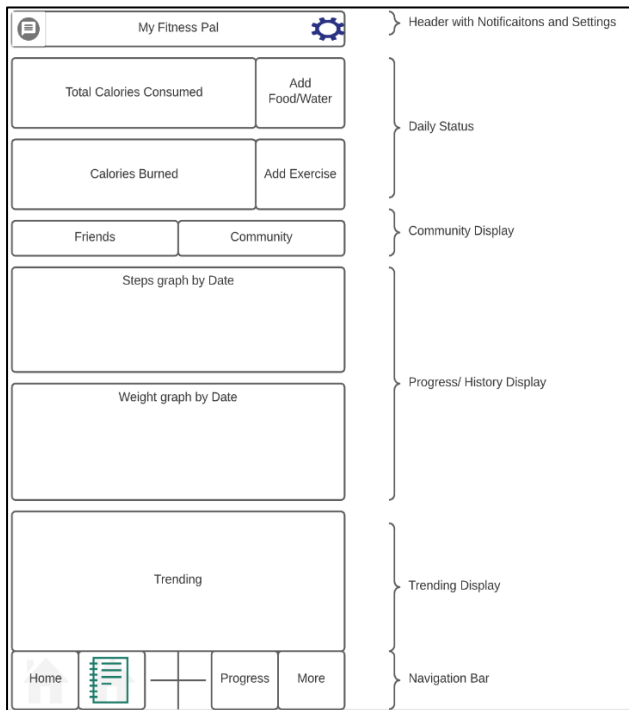 My Fitness Pal
Header with Notificaitons and Settings
Total Calories Consumed
Add
Food/Water
Daily Status
Calories Burned
Add Exercise
Friends
Community
Community Display
Steps graph by Date
Progress/ History Display
Weight graph by Date
Trending
Trending Display
Home
Progress
More
Navigation Bar